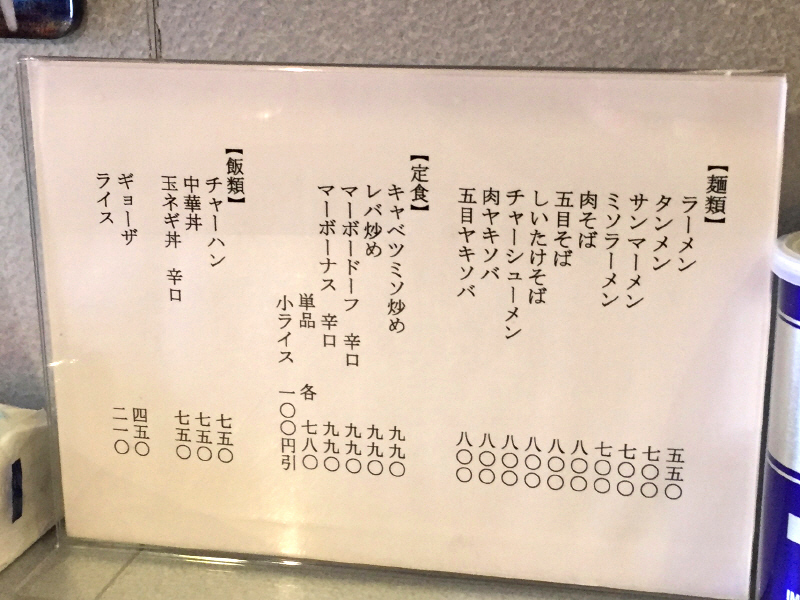 【麺類】
ラーメン 五五〇
タンメン 七〇〇
サンマーメン 七〇〇
ミソラーメン 七〇〇
肉そば 八〇〇
五目そば 八〇〇
しいたけそば 八〇〇
チャーシューメン 八〇〇
肉ヤキソバ 八〇〇
五目ヤキソバ 八〇〇
【定食】
キャベツミソ炒め 九九〇
レバ炒め 九九〇
マーボードーフ 辛口 九九〇
マーボーナス 辛口 九九〇
単品 各 七八〇
小ライス 一〇〇円引
【飯類】
チャーハン 七五〇
中華丼 七五〇
玉ネギ丼 辛口 七五〇
ギョーザ 四五〇
ライス 二一〇